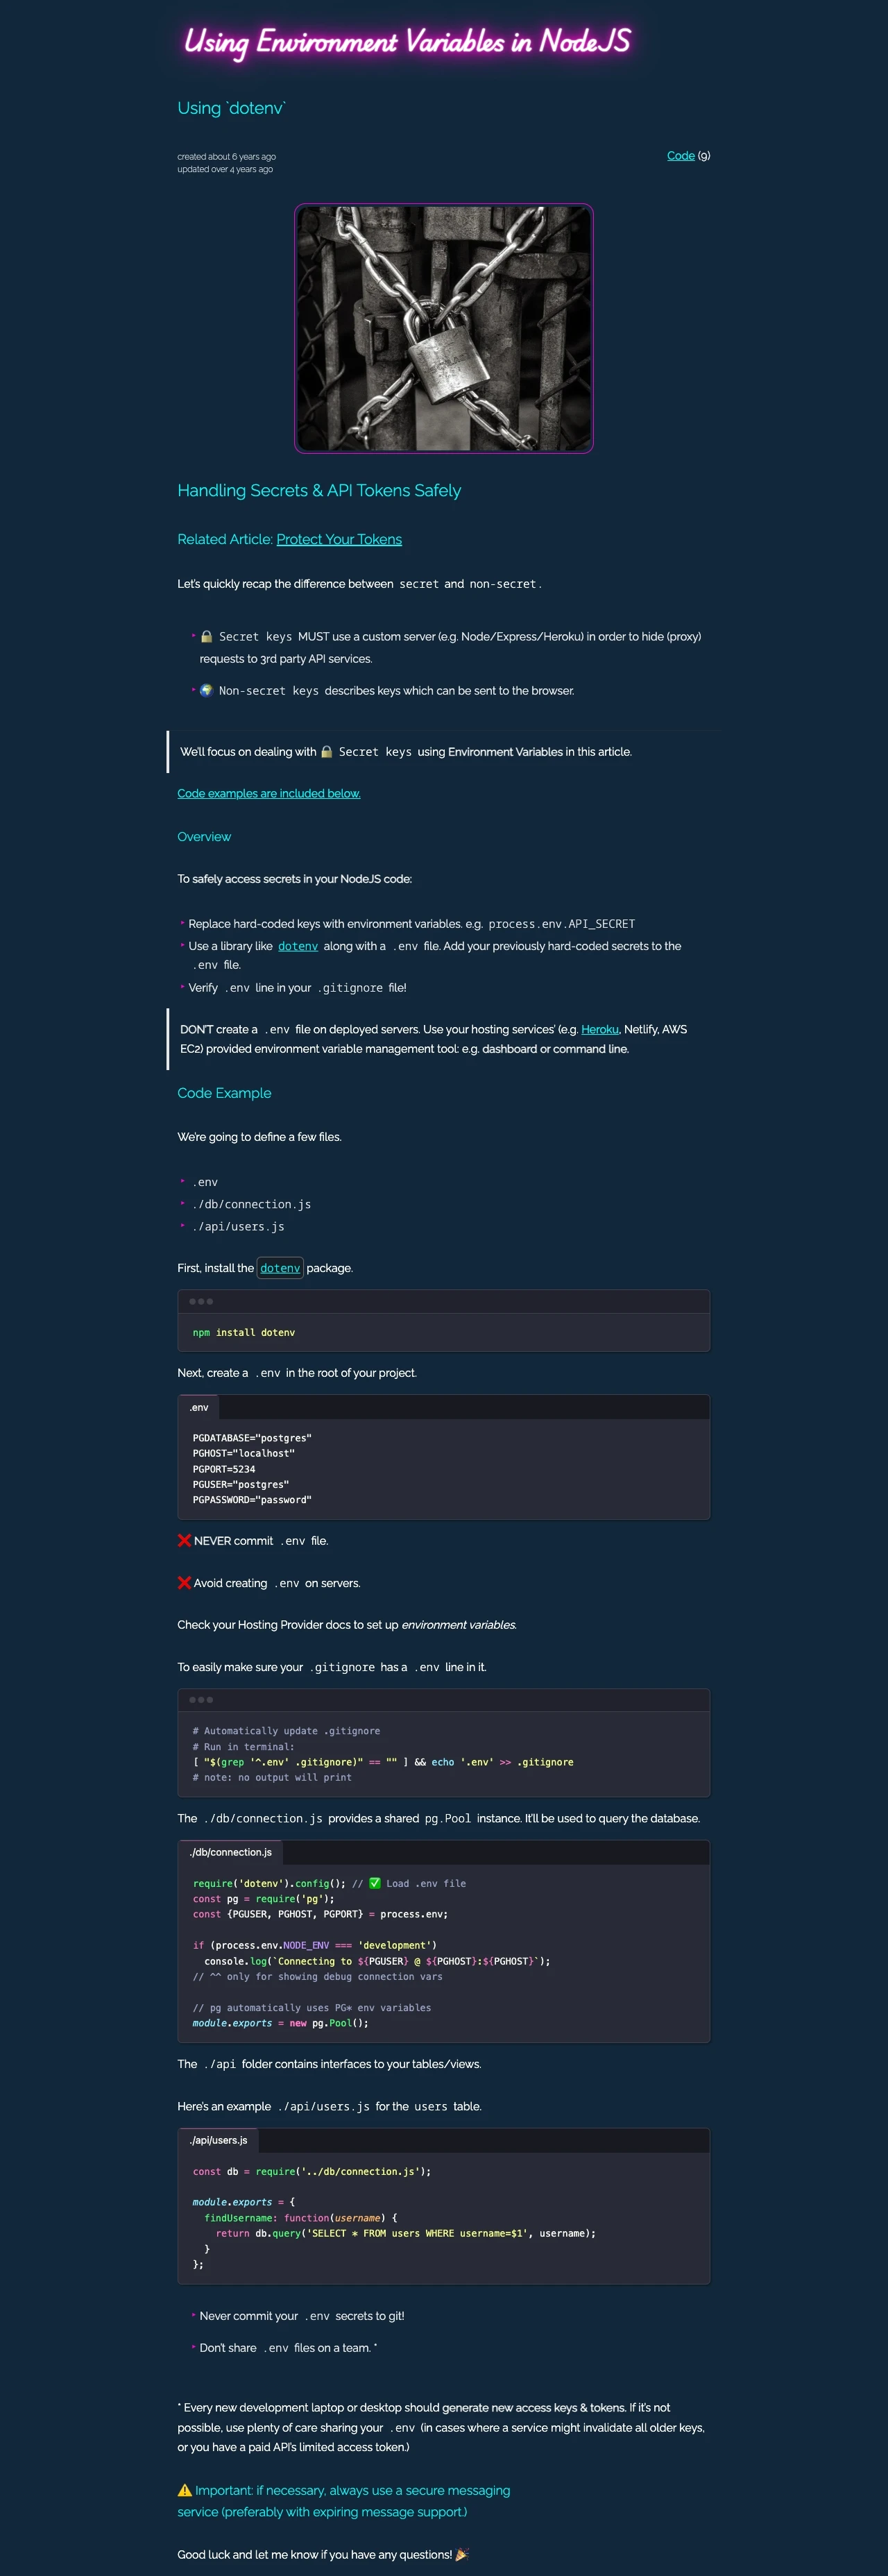 Using Environment Variables in NodeJS
Using `dotenv`
created about 6 years ago
updated over 4 years ago
Code (9)
Handling Secrets & API Tokens Safely
Related Article: Protect Your Tokens
Let's quickly recap the difference between secret and non-secret.
‣ 🔒 Secret keys MUST use a custom server (e.g. Node/Express/Heroku) in order to hide (proxy)
requests to 3rd party API services.
‣ 🌍 Non-secret keys describes keys which can be sent to the browser.
We'll focus on dealing with 🔒 Secret keys using Environment Variables in this article.
Code examples are included below.
Overview
To safely access secrets in your NodeJS code:
‣ Replace hard-coded keys with environment variables. e.g. process.env.API_SECRET
‣ Use a library like dotenv along with a .env file. Add your previously hard-coded secrets to the
.env file.
‣ Verify .env line in your .gitignore file!
DON'T create a .env file on deployed servers. Use your hosting services' (e.g. Heroku, Netlify, AWS
EC2) provided environment variable management tool: e.g. dashboard or command line.
Code Example
We're going to define a few files.
‣ .env
‣ ./db/connection.js
‣ ./api/users.js
First, install the dotenv package.
npm install dotenv
Next, create a .env in the root of your project.
.env
PGDATABASE="postgres"
PGHOST="localhost"
PGPORT=5234
PGUSER="postgres"
PGPASSWORD="password"
❌ NEVER commit .env file.
❌ Avoid creating .env on servers.
Check your Hosting Provider docs to set up environment variables.
To easily make sure your .gitignore has a .env line in it.
# Automatically update .gitignore
# Run in terminal:
[ "$(grep '^.env' .gitignore)" == "" ] && echo '.env' >> .gitignore
# note: no output will print
The ./db/connection.js provides a shared pg.Pool instance. It'll be used to query the database.
./db/connection.js
require('dotenv').config(); // ✅ Load .env file
const pg = require('pg');
const {PGUSER, PGHOST, PGPORT} = process.env;
if (process.env.NODE_ENV === 'development')
console.log(`Connecting to ${PGUSER} @ ${PGHOST}:${PGHOST}`);
// ^^ only for showing debug connection vars
// pg automatically uses PG* env variables
module.exports = new pg.Pool();
The ./api folder contains interfaces to your tables/views.
Here's an example ./api/users.js for the users table.
./api/users.js
const db = require('../db/connection.js');
module.exports = {
findUsername: function(username) {
return db.query('SELECT * FROM users WHERE username=$1', username);
}
};
‣ Never commit your .env secrets to git!
‣ Don't share .env files on a team. *
* Every new development laptop or desktop should generate new access keys & tokens. If it's not
possible, use plenty of care sharing your .env (in cases where a service might invalidate all older keys,
or you have a paid API's limited access token.)
⚠️ Important: if necessary, always use a secure messaging
service (preferably with expiring message support.)
Good luck and let me know if you have any questions! 🎉